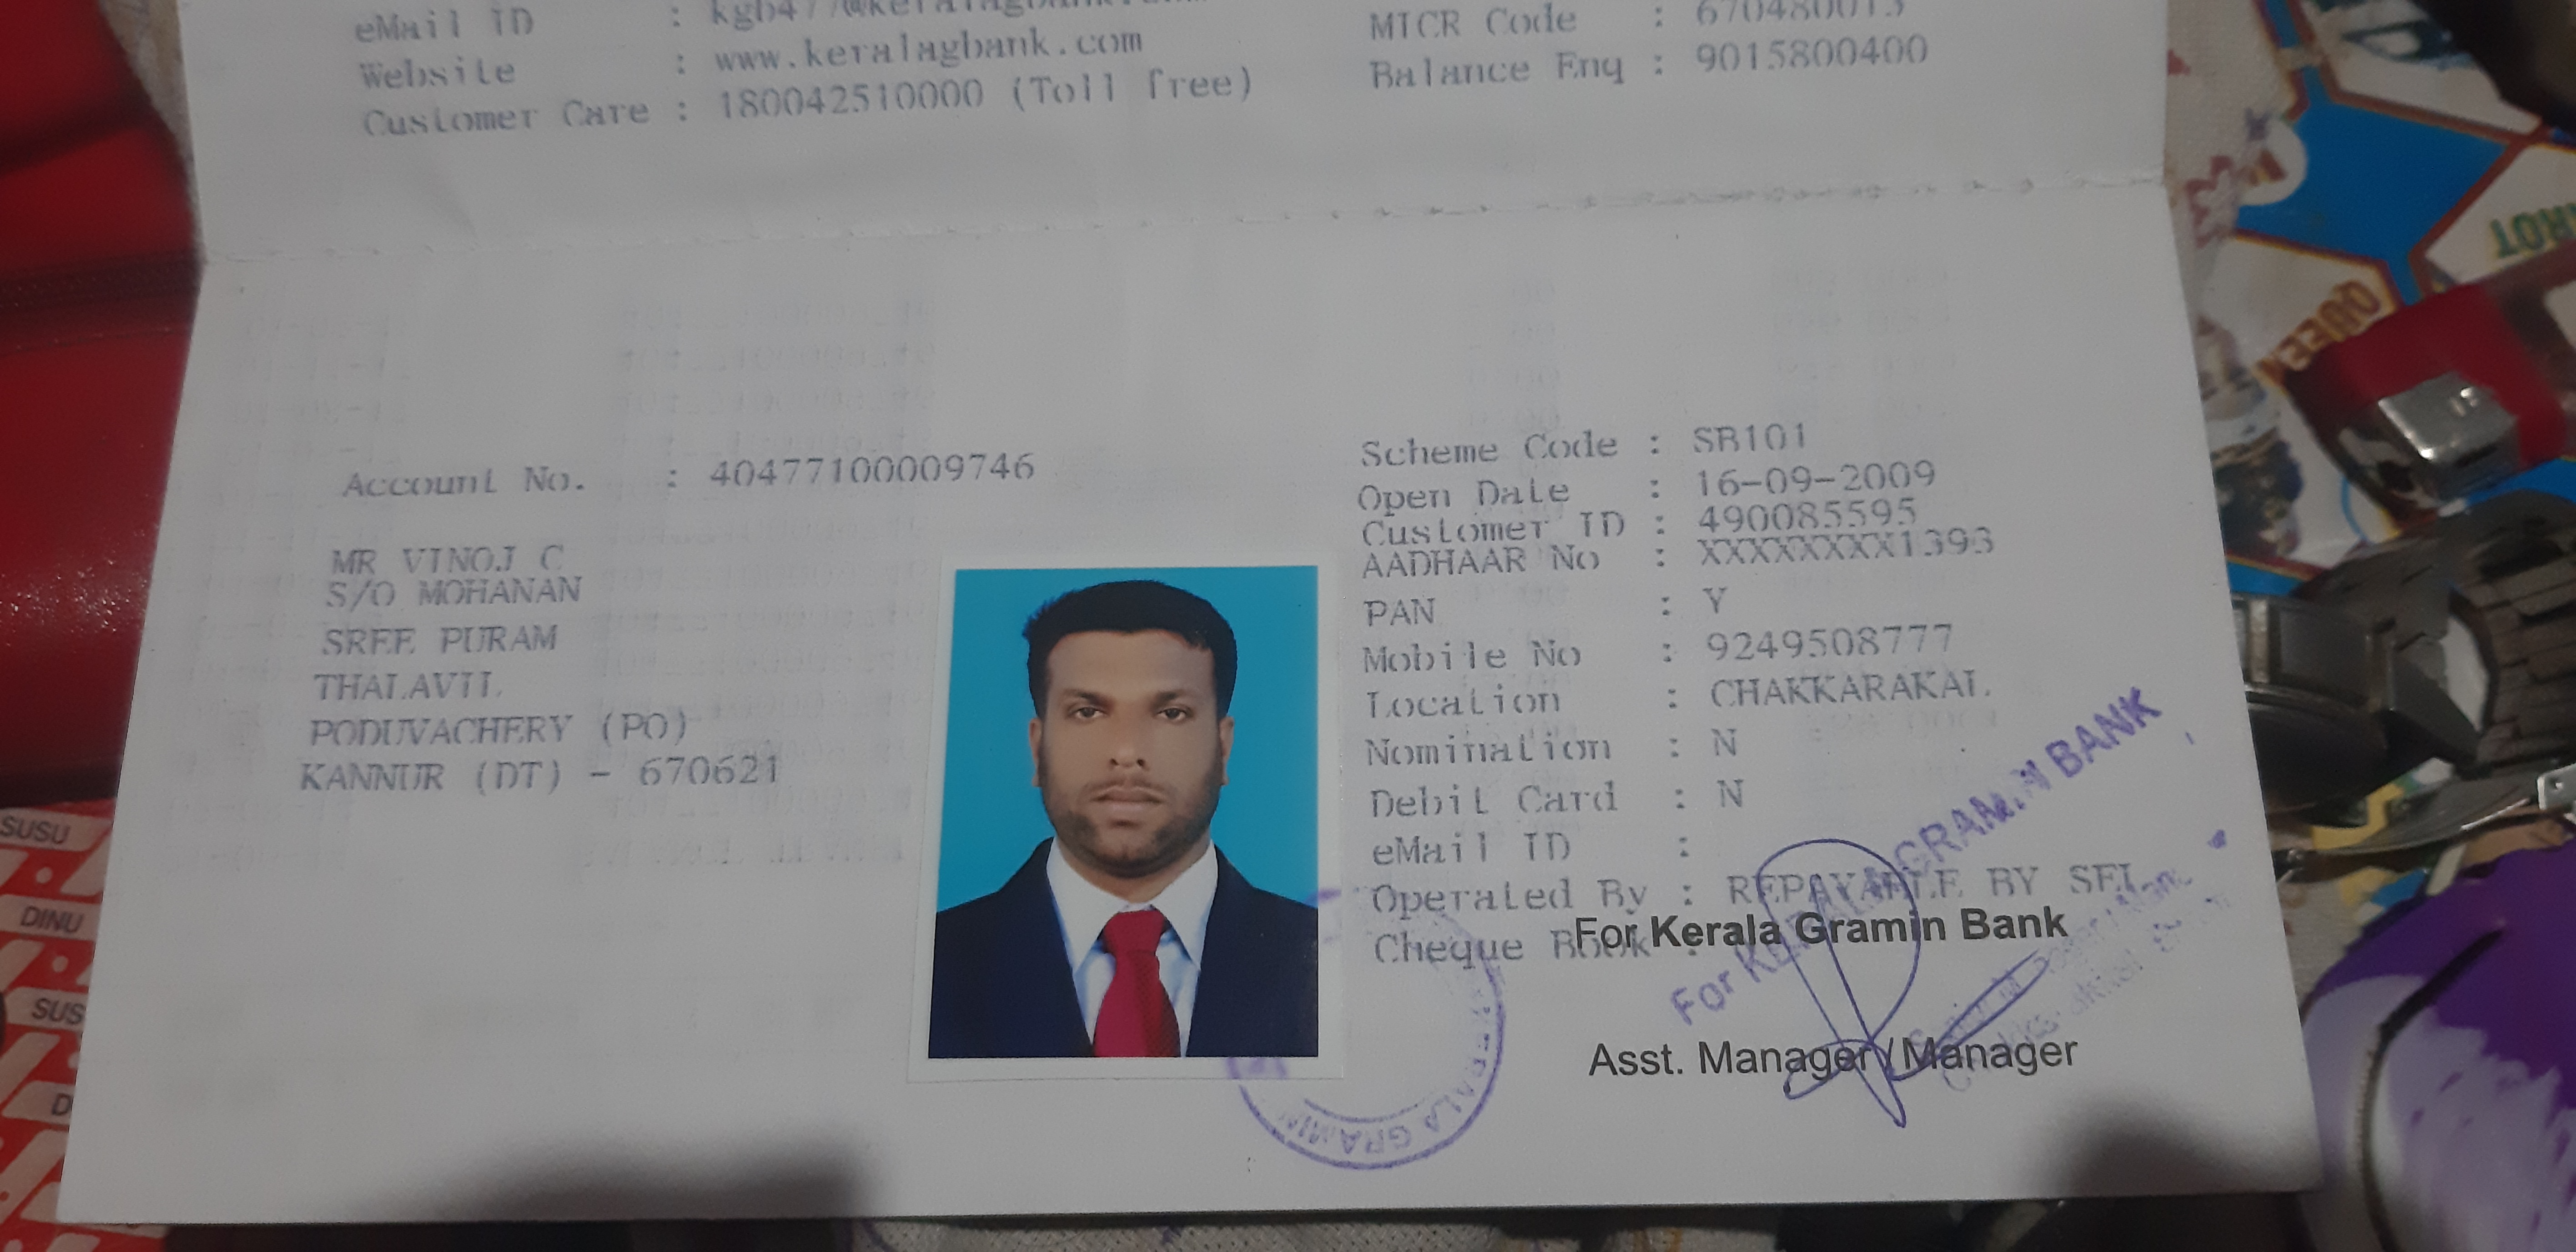 eMail ID : kgb477@keralagbank.com
Website : www.keralagbank.com
Customer Care : 180042510000 (Toll free)
MICR Code : 670480013
Balance Enq : 9015800400
Account No. : 40477100009746
MR VINOJ C
S/O MOHANAN
SREE PURAM
THALAVIL
PODUVACHERY (PO)
KANNUR (DT) - 670621
Scheme Code : SB101
Open Date : 16-09-2009
Customer ID : 490085595
AADHAAR No : XXXXXXXX1393
PAN : Y
Mobile No : 9249508777
Location : CHAKKARAKAL
Nomination : N
Debit Card : N
eMail ID :
Operated By : REPAYABLE BY SEL
Cheque Book :
For Kerala Gramin Bank
For KERALA GRAMIN BANK
Asst. Manager/Manager
KERALA GRAMIN
SUSU
DINU
SUS
D
QUEEN